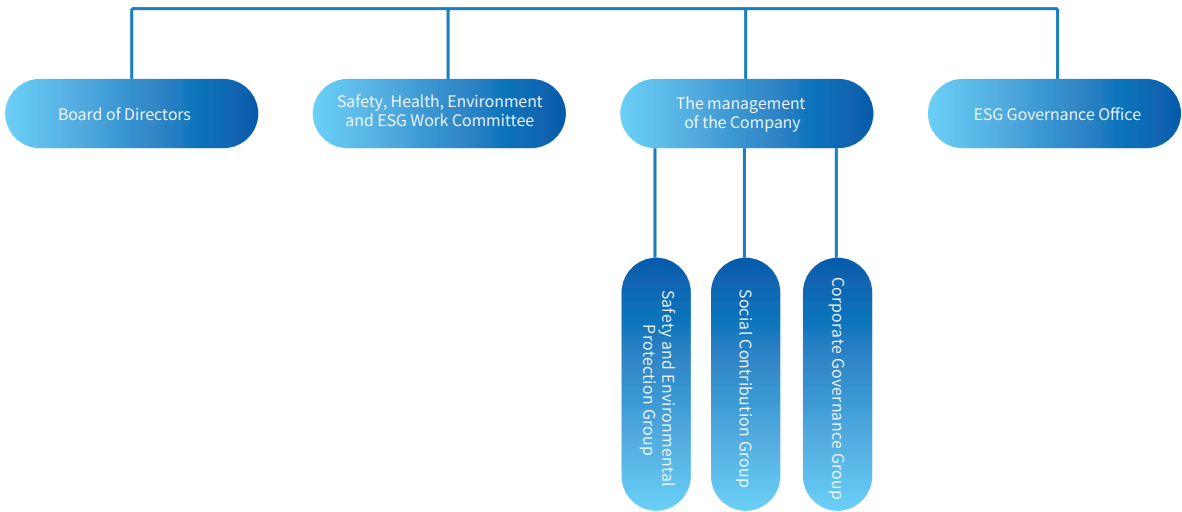 Board of Directors
Safety, Health, Environment
and ESG Work Committee
The management
of the Company
ESG Governance Office
Safety and Environmental
Protection Group
Social Contribution Group
Corporate Governance Group